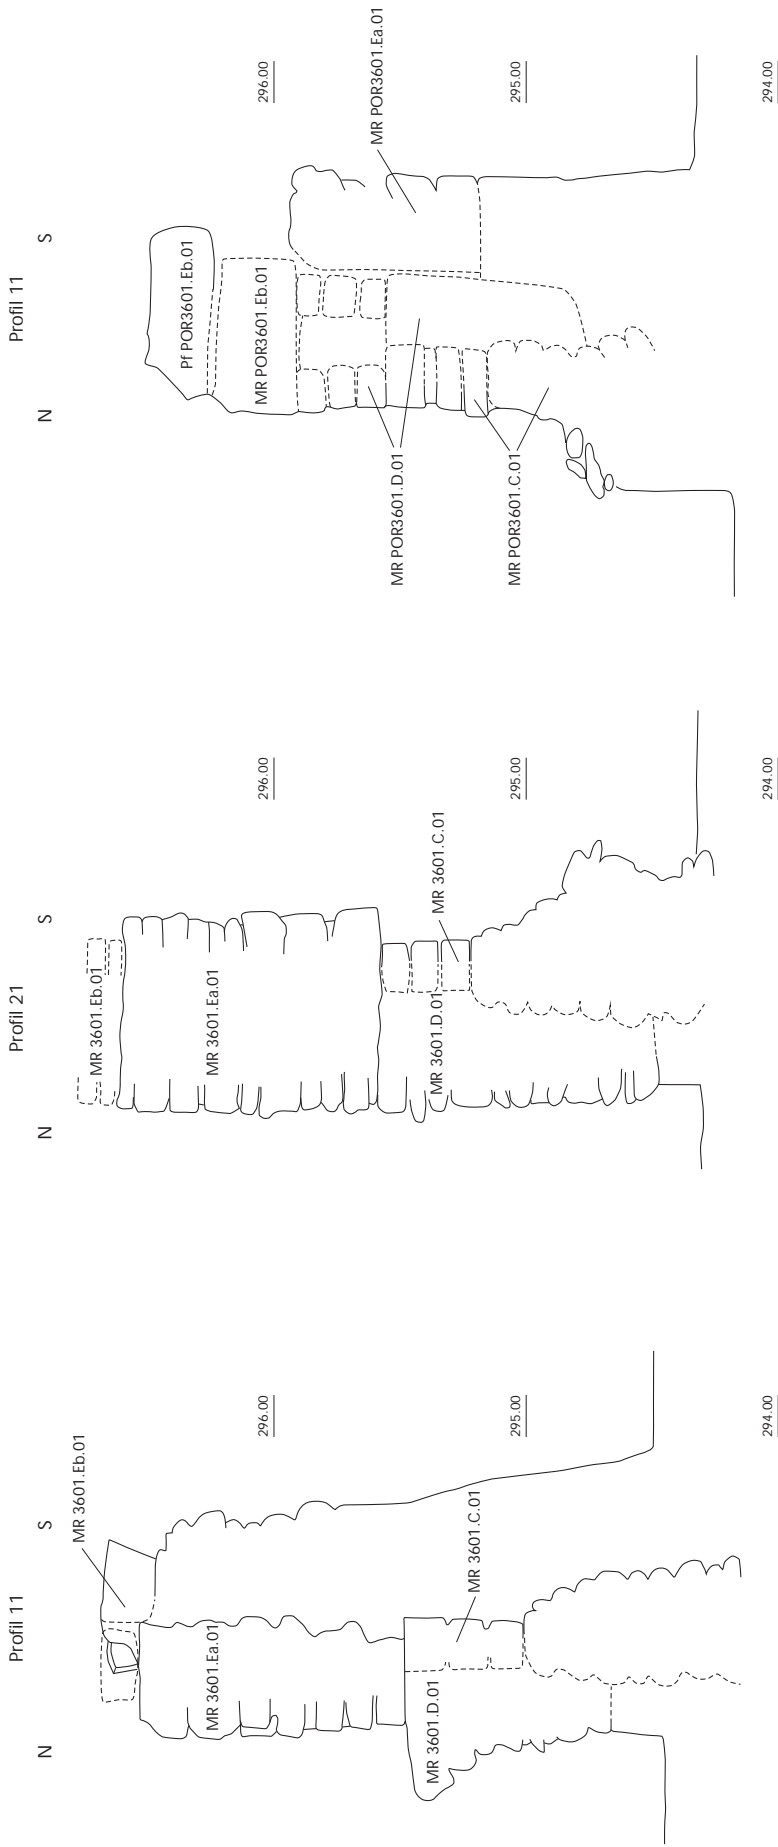 Profil 11
N
S
MR 3601.Eb.01
MR 3601.Ea.01
MR 3601.D.01
MR 3601.C.01
296.00
295.00
294.00
Profil 21
N
S
MR 3601.Eb.01
MR 3601.Ea.01
MR 3601.D.01
MR 3601.C.01
296.00
295.00
294.00
Profil 11
N
S
Pf POR3601.Eb.01
MR POR3601.Eb.01
MR POR3601.Ea.01
MR POR3601.D.01
MR POR3601.C.01
296.00
295.00
294.00